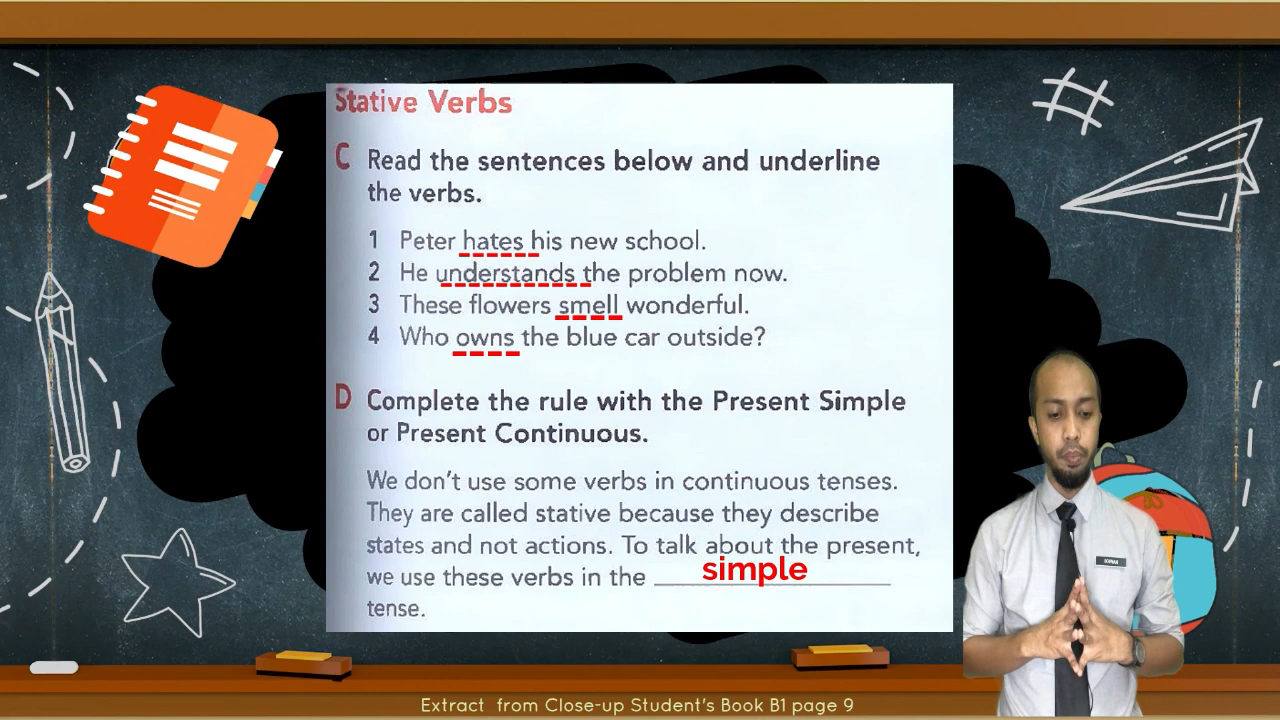 Stative Verbs
C Read the sentences below and underline
the verbs.
1 Peter hates his new school.
2 He understands the problem now.
3 These flowers smell wonderful.
4 Who owns the blue car outside?
D Complete the rule with the Present Simple
or Present Continuous.
We don't use some verbs in continuous tenses.
They are called stative because they describe
states and not actions. To talk about the present,
we use these verbs in the simple
tense.
Extract from Close-up Student's Book B1 page 9